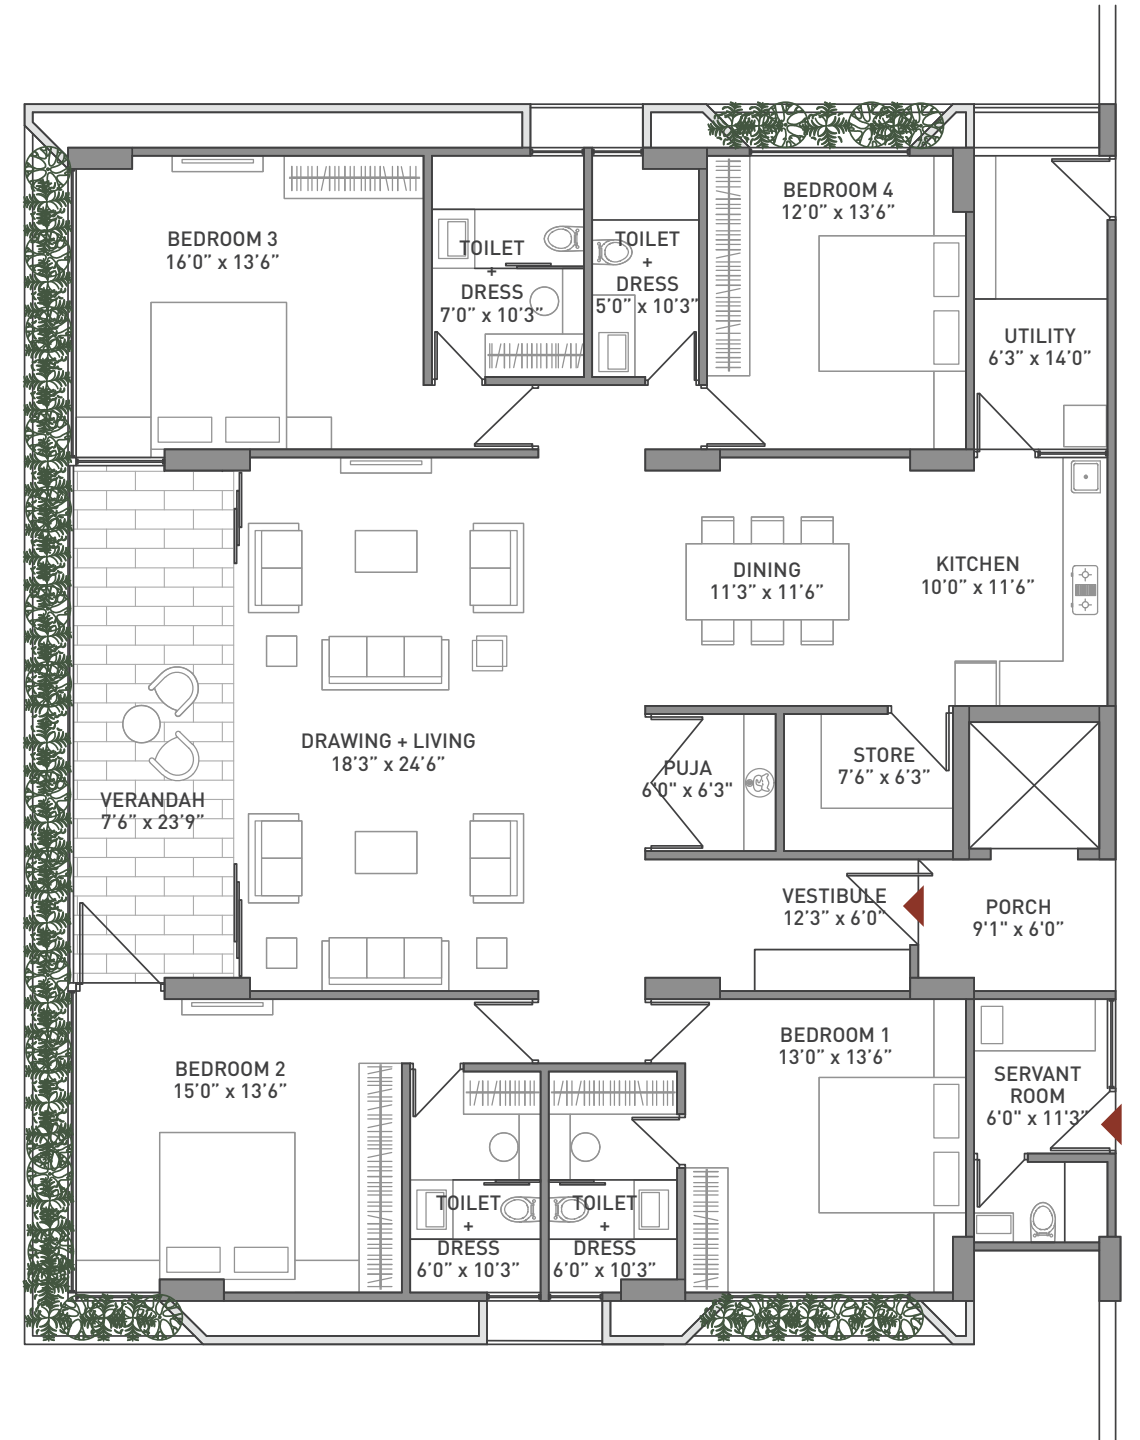 BEDROOM 3
16’0” x 13’6”
TOILET
+
DRESS
7’0” x 10’3”
TOILET
+
DRESS
5’0” x 10’3”
BEDROOM 4
12’0” x 13’6”
UTILITY
6’3” x 14’0”
DINING
11’3” x 11’6”
KITCHEN
10’0” x 11’6”
DRAWING + LIVING
18’3” x 24’6”
VERANDAH
7’6” x 23’9”
PUJA
6'0" x 6'3"
STORE
7’6” x 6’3”
VESTIBULE
12’3” x 6’0”
PORCH
9'1" x 6'0"
BEDROOM 2
15’0” x 13’6”
TOILET
+
DRESS
6’0” x 10’3”
TOILET
+
DRESS
6’0” x 10’3”
BEDROOM 1
13’0” x 13’6”
SERVANT
ROOM
6'0" x 11'3"